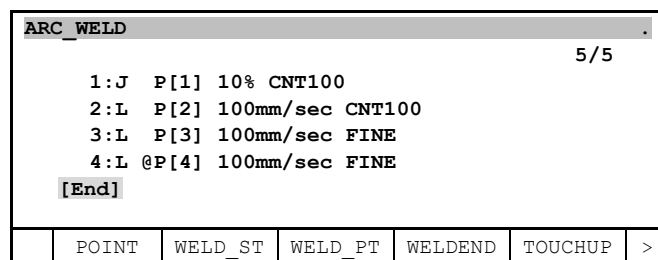 ARC_WELD .
5/5
1:J P[1] 10% CNT100
2:L P[2] 100mm/sec CNT100
3:L P[3] 100mm/sec FINE
4:L @P[4] 100mm/sec FINE
[End]
POINT WELD_ST WELD_PT WELDEND TOUCHUP >